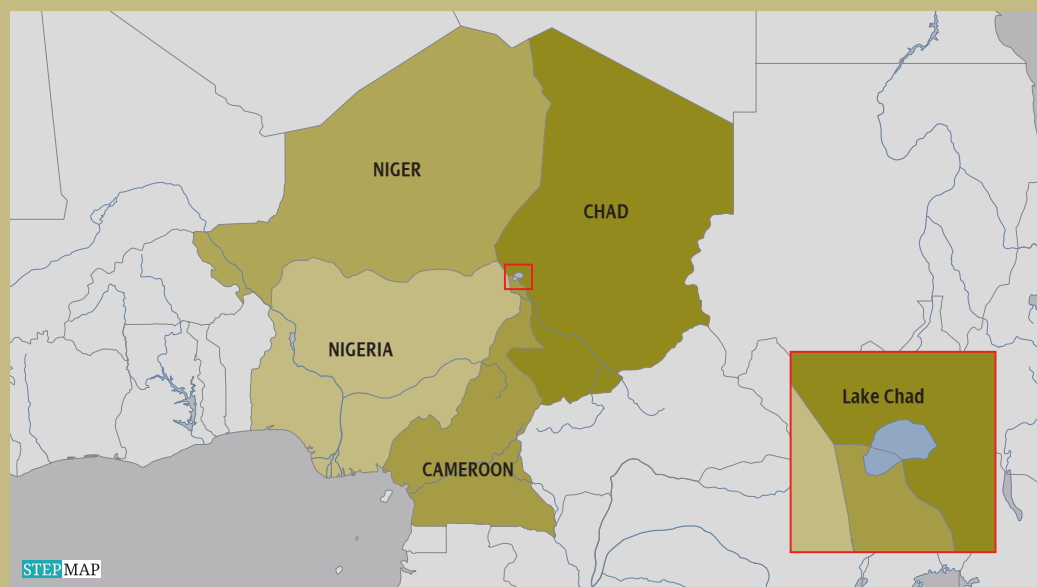 NIGER
CHAD
NIGERIA
Lake Chad
CAMEROON
STEPMAP